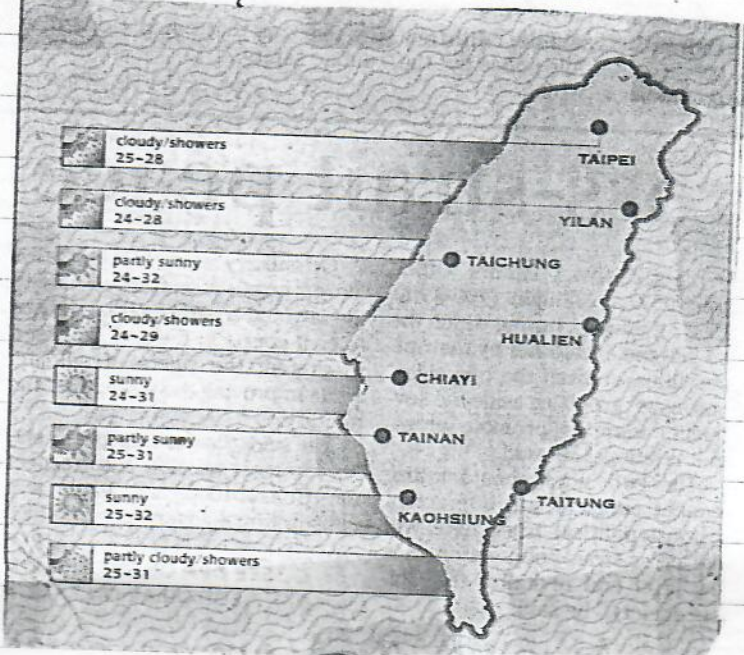 cloudy/showers
25-28
TAIPEI
cloudy/showers
24-28
YILAN
partly sunny
24-32
TAICHUNG
cloudy/showers
24-29
HUALIEN
sunny
24-31
CHIAYI
partly sunny
25-31
TAINAN
sunny
25-32
KAOHSIUNG
TAITUNG
partly cloudy/showers
25-31